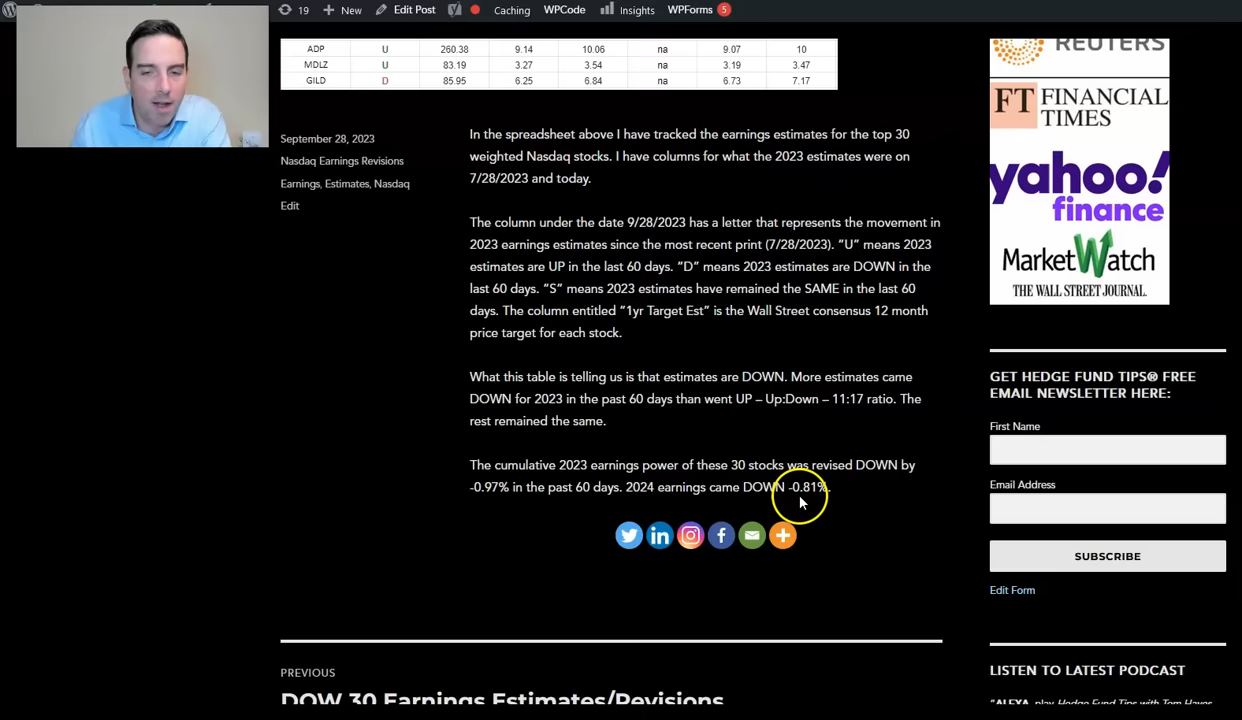 19
New
Edit Post
Caching
WPCode
Insights
WPForms
5
ADP U 260.38 9.14 10.06 na 9.07 10
MDLZ U 83.19 3.27 3.54 na 3.19 3.47
GILD D 85.95 6.25 6.84 na 6.73 7.17
September 28, 2023
Nasdaq Earnings Revisions
Earnings, Estimates, Nasdaq
Edit
In the spreadsheet above I have tracked the earnings estimates for the top 30
weighted Nasdaq stocks. I have columns for what the 2023 estimates were on
7/28/2023 and today.
The column under the date 9/28/2023 has a letter that represents the movement in
2023 earnings estimates since the most recent print (7/28/2023). “U” means 2023
estimates are UP in the last 60 days. “D” means 2023 estimates are DOWN in the
last 60 days. “S” means 2023 estimates have remained the SAME in the last 60
days. The column entitled “1yr Target Est” is the Wall Street consensus 12 month
price target for each stock.
What this table is telling us is that estimates are DOWN. More estimates came
DOWN for 2023 in the past 60 days than went UP – Up:Down – 11:17 ratio. The
rest remained the same.
The cumulative 2023 earnings power of these 30 stocks was revised DOWN by
-0.97% in the past 60 days. 2024 earnings came DOWN -0.81%.
PREVIOUS
DOW 30 Earnings Estimates/Revisions
REUTERS
FT FINANCIAL
TIMES
yahoo!
finance
MarketWatch
THE WALL STREET JOURNAL.
GET HEDGE FUND TIPS® FREE
EMAIL NEWSLETTER HERE:
First Name
Email Address
SUBSCRIBE
Edit Form
LISTEN TO LATEST PODCAST
"ALEXA, play Hedge Fund Tips with Tom Hayes